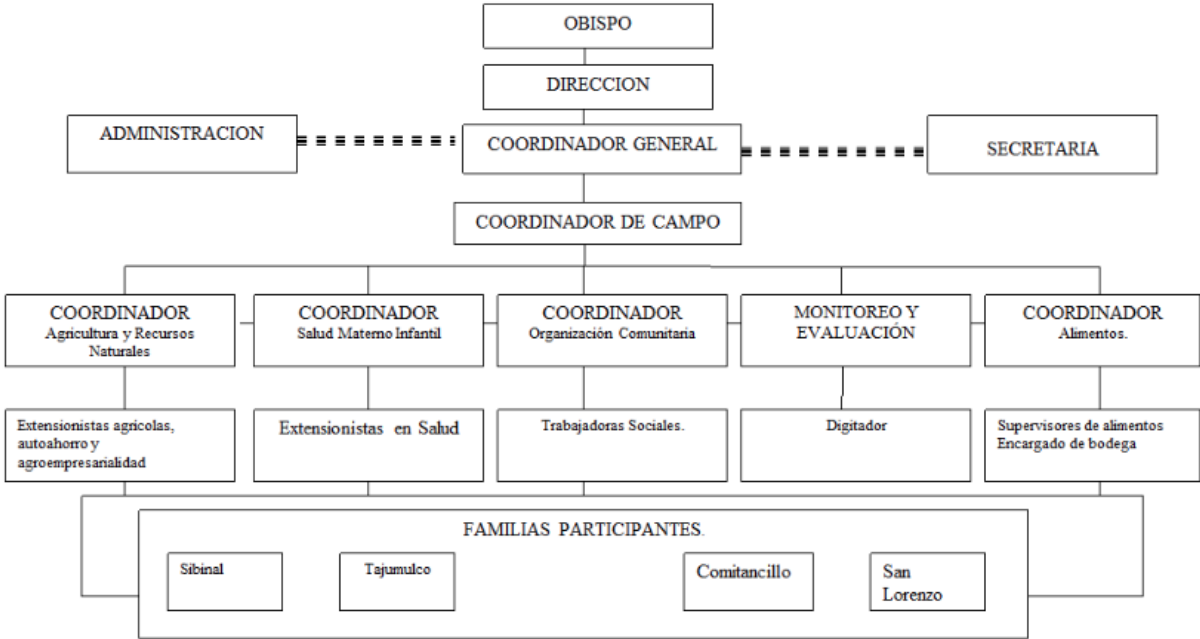 OBISPO
DIRECCION
ADMINISTRACION
COORDINADOR GENERAL
SECRETARIA
COORDINADOR DE CAMPO
COORDINADOR
Agricultura y Recursos
Naturales
COORDINADOR
Salud Materno Infantil
COORDINADOR
Organización Comunitaria
MONITOREO Y
EVALUACIÓN
COORDINADOR
Alimentos.
Extensionistas agrícolas,
autoahorro y
agroempresarialidad
Extensionistas en Salud
Trabajadoras Sociales.
Digitador
Supervisores de alimentos
Encargado de bodega
FAMILIAS PARTICIPANTES.
Sibinal
Tajumulco
Comitancillo
San
Lorenzo